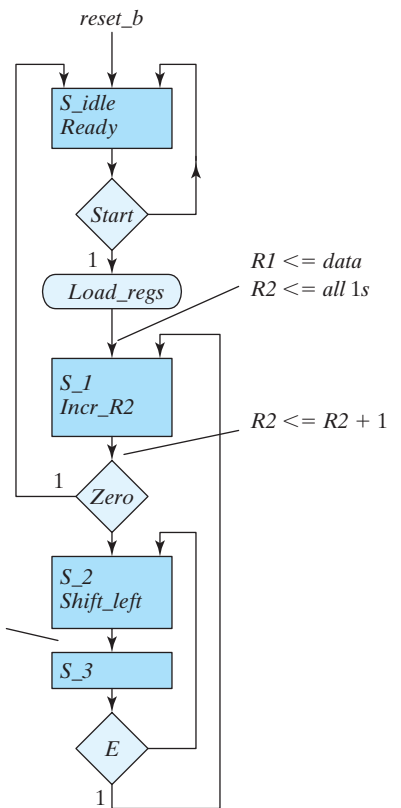 reset_b
S_idle
Ready
Start
1
Load_regs
R1 <= data
R2 <= all 1s
S_1
Incr_R2
R2 <= R2 + 1
1
Zero
S_2
Shift_left
S_3
E
1